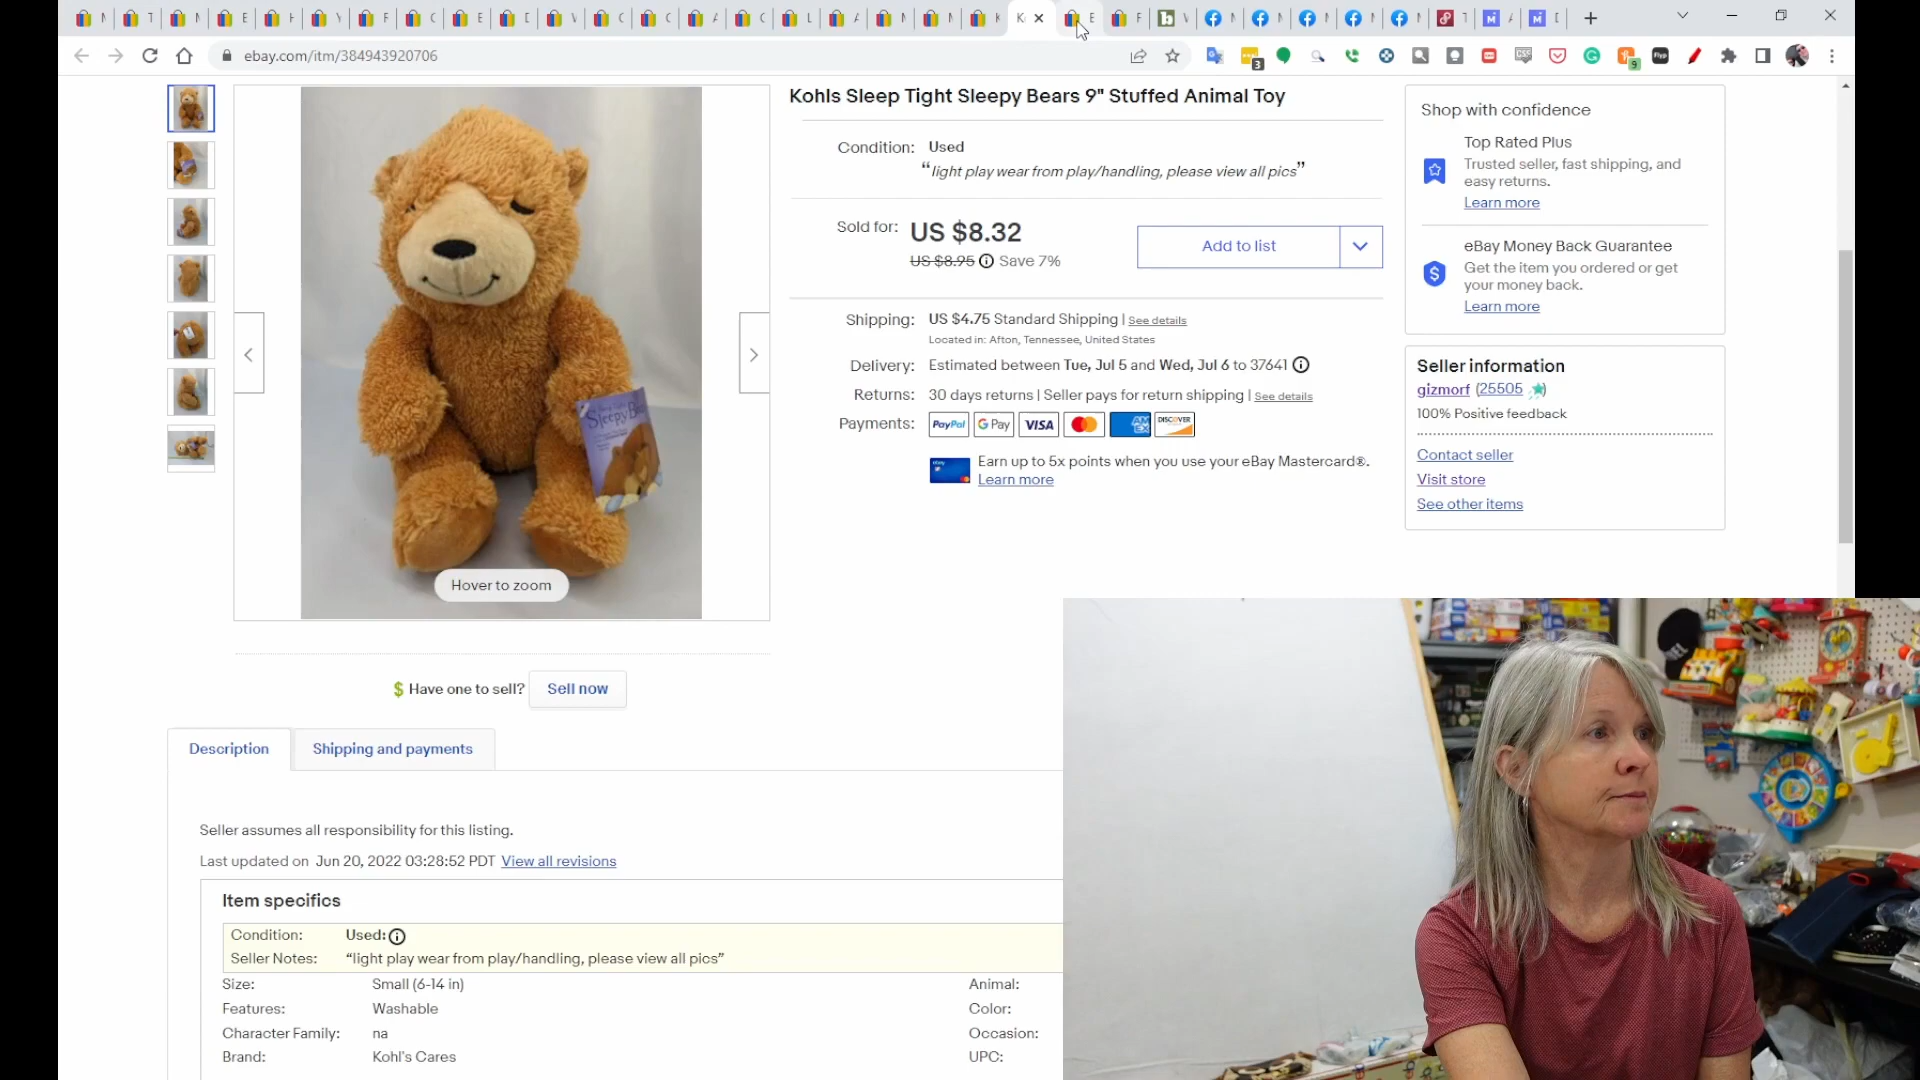 ebay.com/itm/384943920706
3
9
Kohls Sleep Tight Sleepy Bears 9" Stuffed Animal Toy
Condition: Used
“light play wear from play/handling, please view all pics”
Sold for: US $8.32
US $8.95 Save 7%
Add to list
Shipping: US $4.75 Standard Shipping | See details
Located in: Afton, Tennessee, United States
Delivery: Estimated between Tue, Jul 5 and Wed, Jul 6 to 37641
Returns: 30 days returns | Seller pays for return shipping | See details
Payments: PayPal G Pay VISA AM EX DISCOVER
Earn up to 5x points when you use your eBay Mastercard®.
Learn more
Shop with confidence
Top Rated Plus
Trusted seller, fast shipping, and
easy returns.
Learn more
eBay Money Back Guarantee
Get the item you ordered or get
your money back.
Learn more
Seller information
gizmorf (25505)
100% Positive feedback
Contact seller
Visit store
See other items
Hover to zoom
Have one to sell? Sell now
Description
Shipping and payments
Seller assumes all responsibility for this listing.
Last updated on Jun 20, 2022 03:28:52 PDT View all revisions
Item specifics
Condition: Used:
Seller Notes: “light play wear from play/handling, please view all pics”
Size: Small (6-14 in)
Animal:
Features: Washable
Color:
Character Family: na
Occasion:
Brand: Kohl's Cares
UPC: